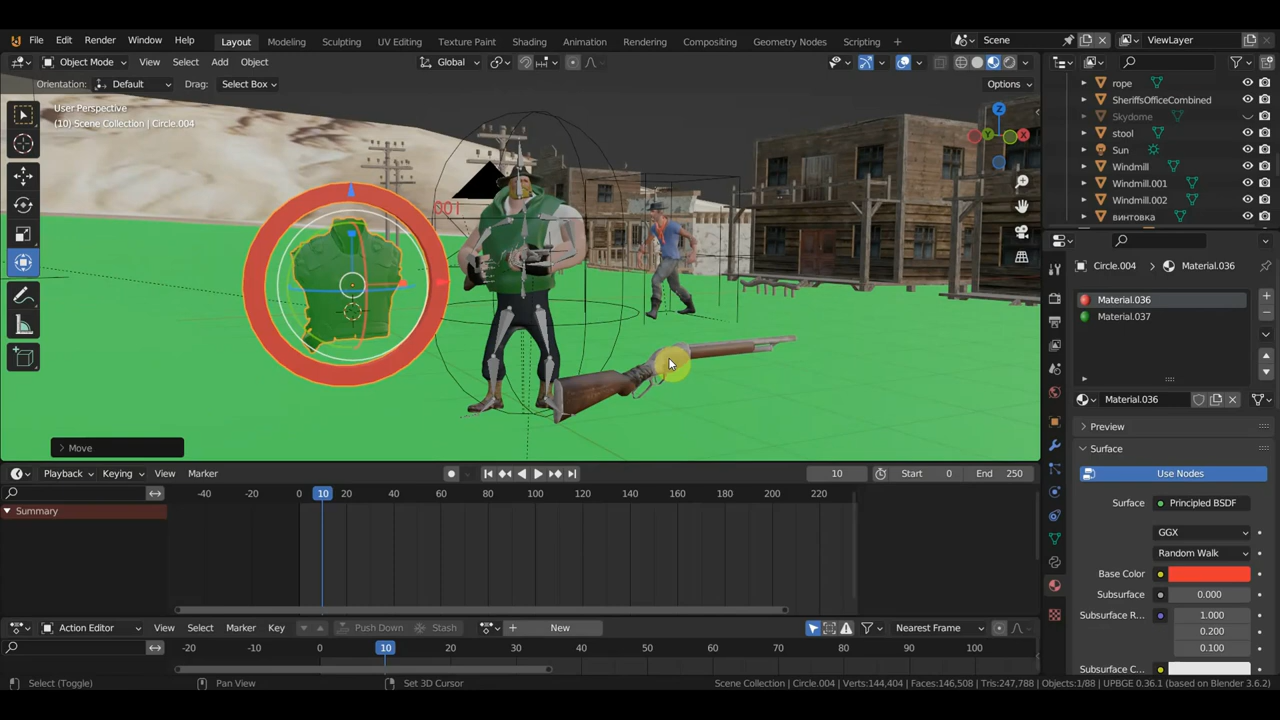 File Edit Render Window Help Layout Modeling Sculpting UV Editing Texture Paint Shading Animation Rendering Compositing Geometry Nodes Scripting + Scene ViewLayer
Object Mode View Select Add Object Global
Orientation: Default Drag: Select Box Options
User Perspective
(10) Scene Collection | Circle.004
Z
X
Y
001
Move
rope
SheriffsOfficeCombined
Skydome
stool
Sun
Windmill
Windmill.001
Windmill.002
винтовка
Circle.004 Material.036
Material.036
Material.037
Material.036
Preview
Surface
Use Nodes
Surface Principled BSDF
GGX
Random Walk
Base Color
Subsurface 0.000
Subsurface R... 1.000
0.200
0.100
Subsurface C...
Playback Keying View Marker 10 Start 0 End 250
-40 -20 0 10 20 40 60 80 100 120 140 160 180 200 220
Summary
Action Editor View Select Marker Key Push Down Stash New Nearest Frame
-20 -10 0 10 20 30 40 50 60 70 80 90 100
Select (Toggle) Pan View Set 3D Cursor Scene Collection | Circle.004 | Verts:144,404 | Faces:146,508 | Tris:247,788 | Objects:1/88 | UPBGE 0.36.1 (based on Blender 3.6.2)